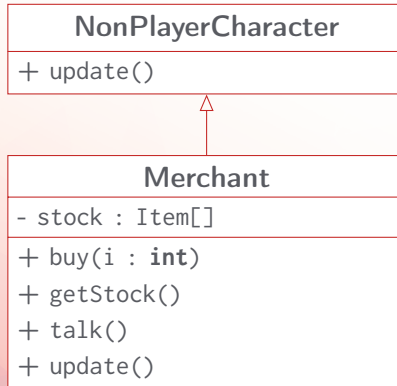 NonPlayerCharacter
+ update()
Merchant
- stock : Item[]
+ buy(i : int)
+ getStock()
+ talk()
+ update()